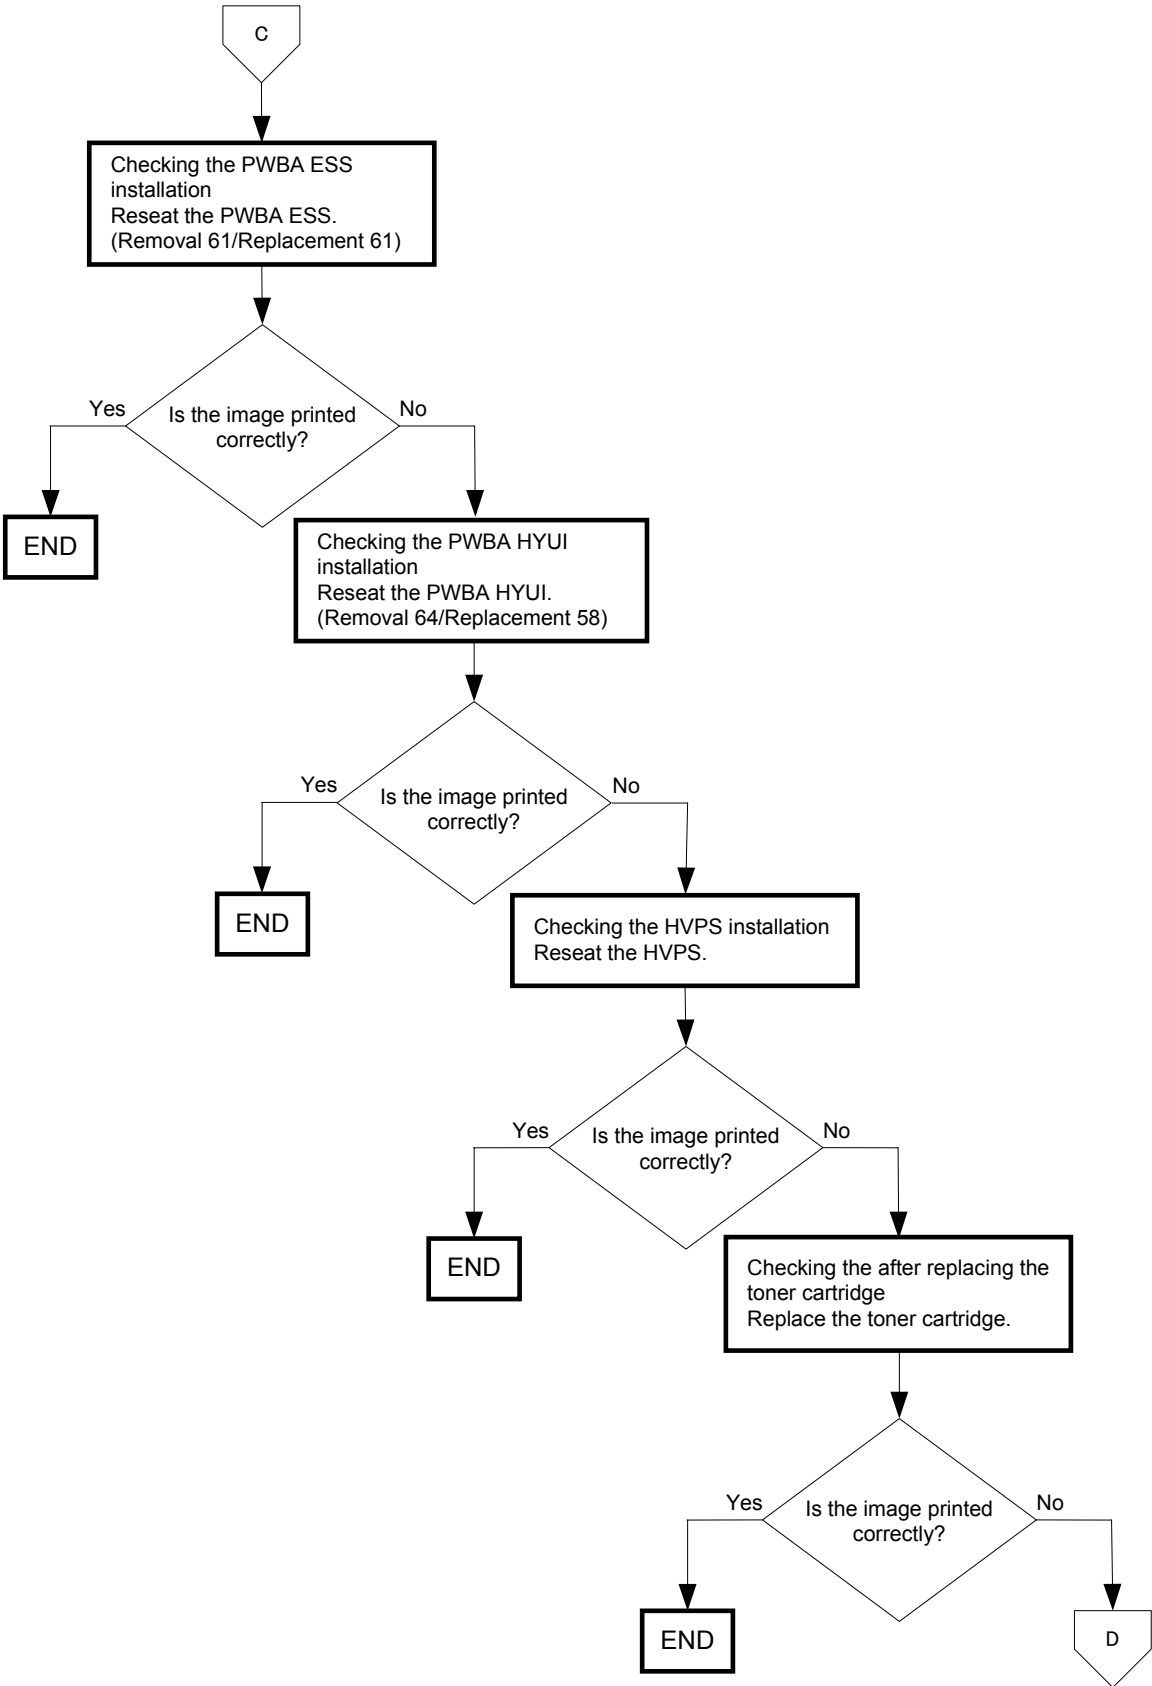 C
Checking the PWBA ESS
installation
Reseat the PWBA ESS.
(Removal 61/Replacement 61)
Yes
No
Is the image printed
correctly?
END
Checking the PWBA HYUI
installation
Reseat the PWBA HYUI.
(Removal 64/Replacement 58)
Yes
No
Is the image printed
correctly?
END
Checking the HVPS installation
Reseat the HVPS.
Yes
No
Is the image printed
correctly?
END
Checking the after replacing the
toner cartridge
Replace the toner cartridge.
Yes
No
Is the image printed
correctly?
END
D